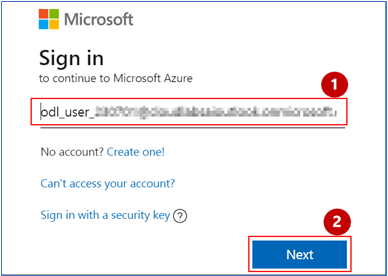 Microsoft
Sign in
to continue to Microsoft Azure
1
odl_user_
No account? Create one!
Can't access your account?
Sign in with a security key ?
2
Next